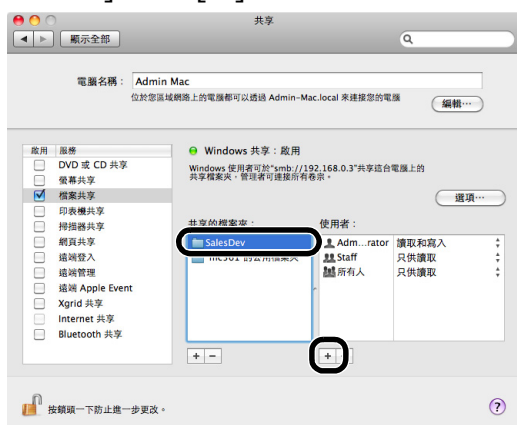 共享
顯示全部
電腦名稱：
Admin Mac
位於您區域網路上的電腦都可以透過 Admin-Mac.local 來連接您的電腦
編輯…
啟用 服務
DVD 或 CD 共享
螢幕共享
檔案共享
印表機共享
掃描器共享
網頁共享
遠端登入
遠端管理
遠端 Apple Event
Xgrid 共享
Internet 共享
Bluetooth 共享
Windows 共享：啟用
Windows 使用者可於"smb://192.168.0.3"共享這台電腦上的
共享檔案夾，管理者可連接所有卷宗。
選項…
共享的檔案夾：
SalesDev
的公用檔案夾
使用者：
Adm...rator 讀取和寫入
Staff 只供讀取
所有人 只供讀取
+ −
+
按鎖頭一下防止進一步更改。
?